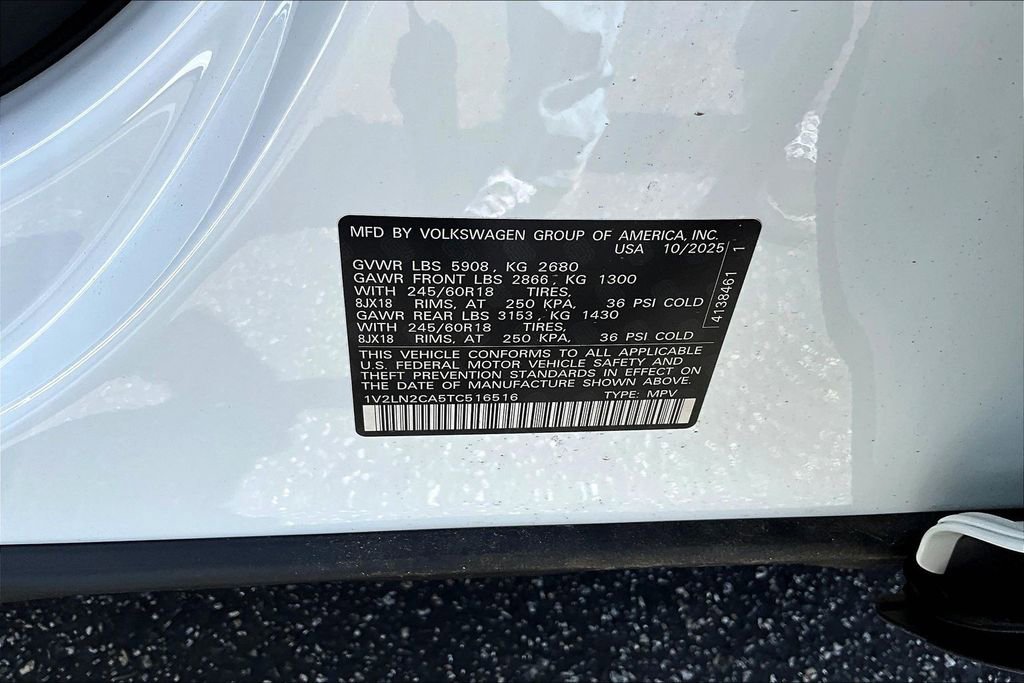 MFD BY VOLKSWAGEN GROUP OF AMERICA, INC.
USA 10/2025
GVWR LBS 5908, KG 2680
GAWR FRONT LBS 2866, KG 1300
WITH 245/60R18 TIRES,
8JX18 RIMS, AT 250 KPA, 36 PSI COLD
GAWR REAR LBS 3153, KG 1430
WITH 245/60R18 TIRES,
8JX18 RIMS, AT 250 KPA, 36 PSI COLD
4138461 1
THIS VEHICLE CONFORMS TO ALL APPLICABLE
U.S. FEDERAL MOTOR VEHICLE SAFETY AND
THEFT PREVENTION STANDARDS IN EFFECT ON
THE DATE OF MANUFACTURE SHOWN ABOVE.
1V2LN2CA5TC516516 TYPE: MPV